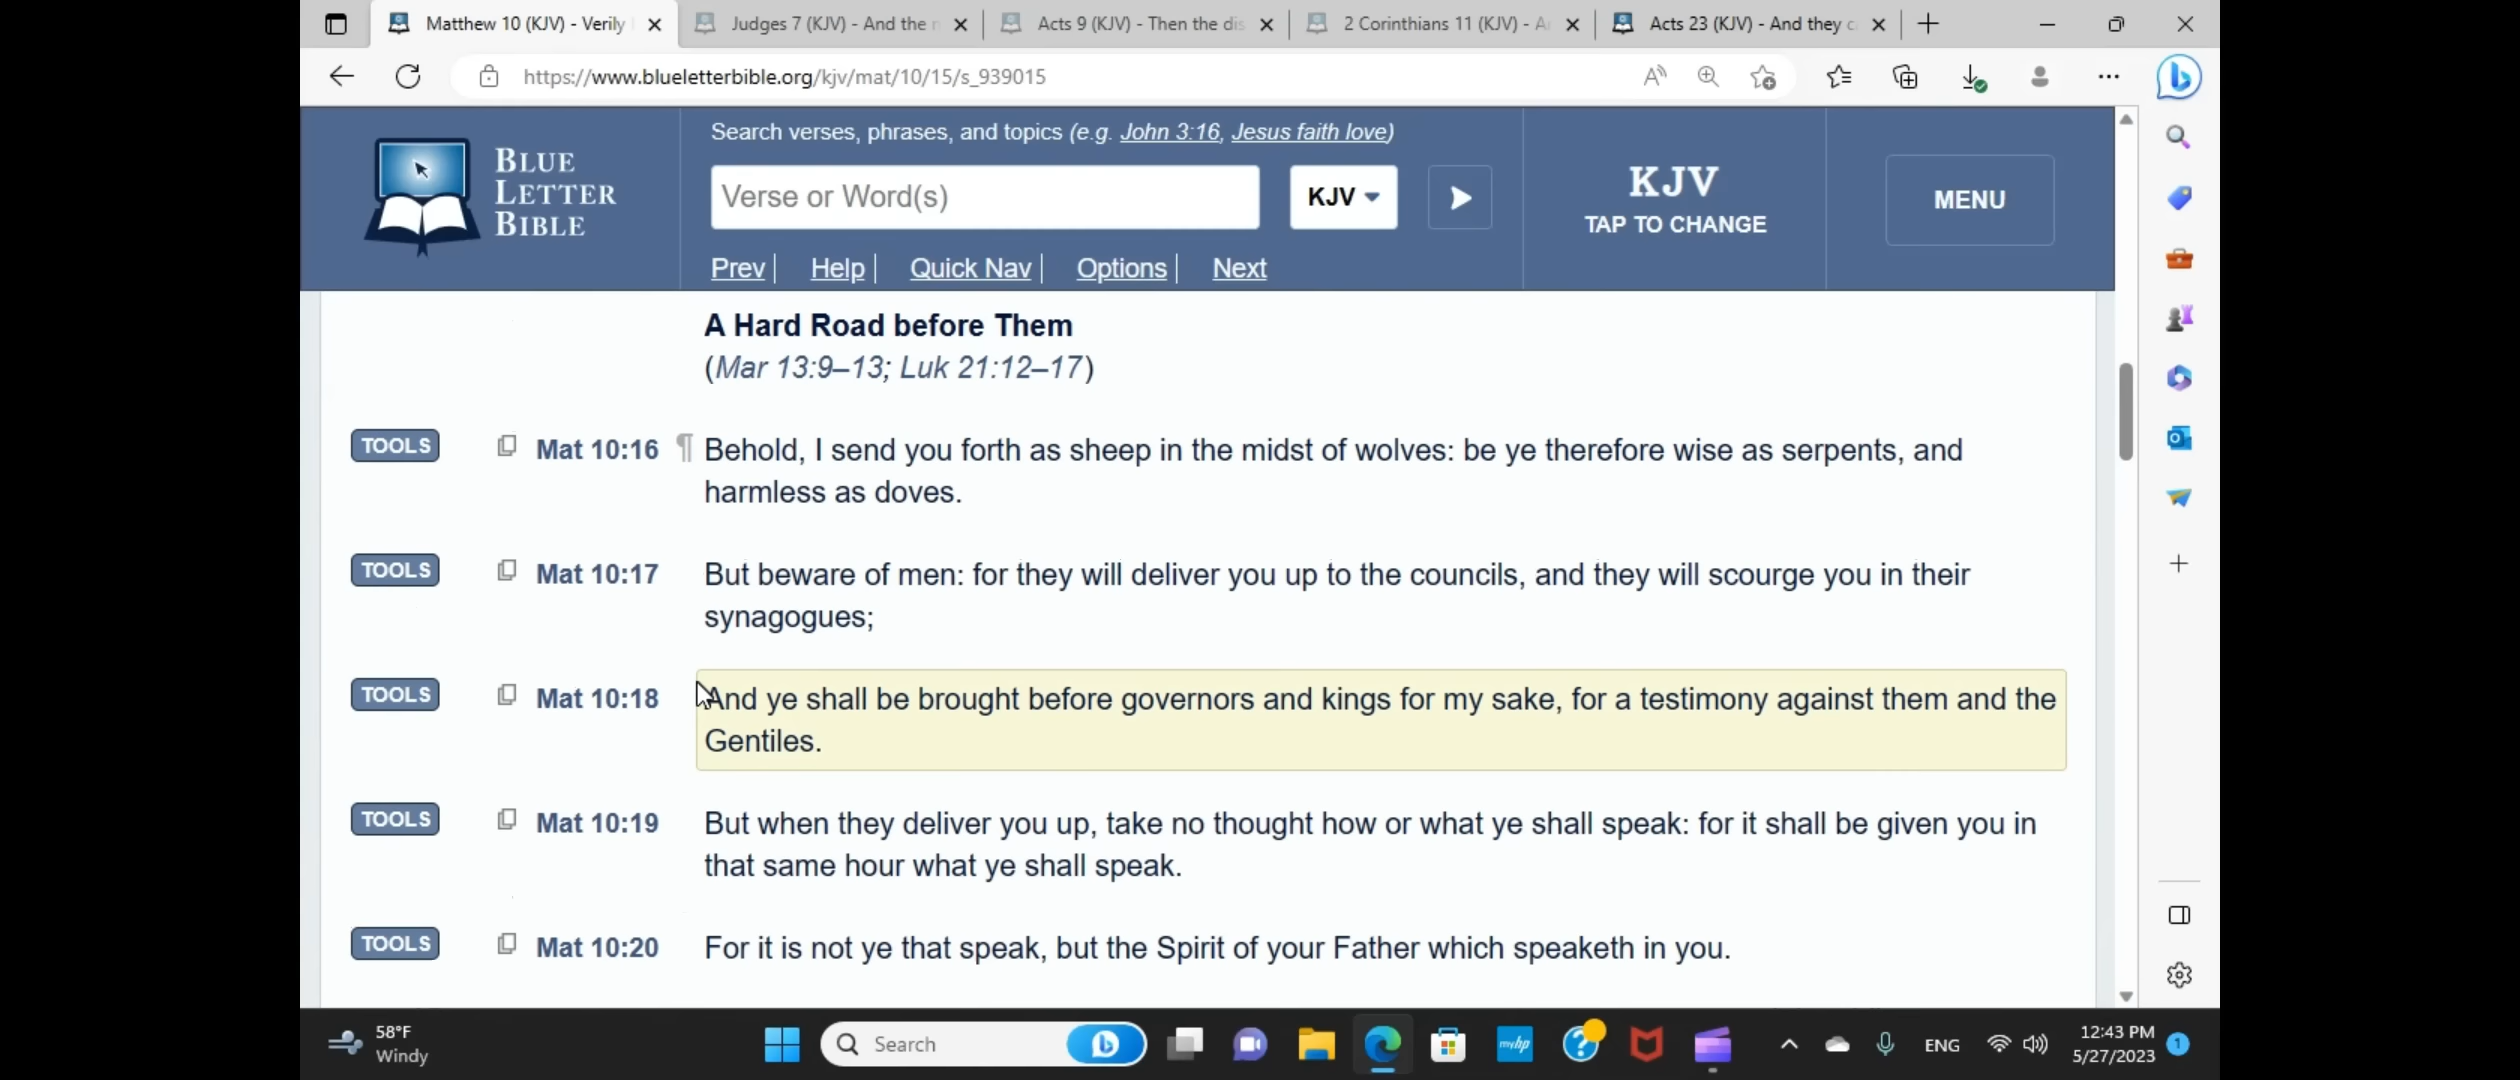 Matthew 10 (KJV) - Verily
Judges 7 (KJV) - And the
Acts 9 (KJV) - Then the dis
2 Corinthians 11 (KJV) -
Acts 23 (KJV) - And they
https://www.blueletterbible.org/kjv/mat/10/15/s_939015
BLUE
LETTER
BIBLE
Search verses, phrases, and topics (e.g. John 3:16, Jesus faith love)
Verse or Word(s)
KJV
KJV
TAP TO CHANGE
MENU
Prev | Help | Quick Nav | Options | Next
A Hard Road before Them
(Mar 13:9–13; Luk 21:12–17)
TOOLS Mat 10:16 ¶ Behold, I send you forth as sheep in the midst of wolves: be ye therefore wise as serpents, and
harmless as doves.
TOOLS Mat 10:17 But beware of men: for they will deliver you up to the councils, and they will scourge you in their
synagogues;
TOOLS Mat 10:18 And ye shall be brought before governors and kings for my sake, for a testimony against them and the
Gentiles.
TOOLS Mat 10:19 But when they deliver you up, take no thought how or what ye shall speak: for it shall be given you in
that same hour what ye shall speak.
TOOLS Mat 10:20 For it is not ye that speak, but the Spirit of your Father which speaketh in you.
58°F
Windy
Search
myhp
ENG
12:43 PM
5/27/2023
1